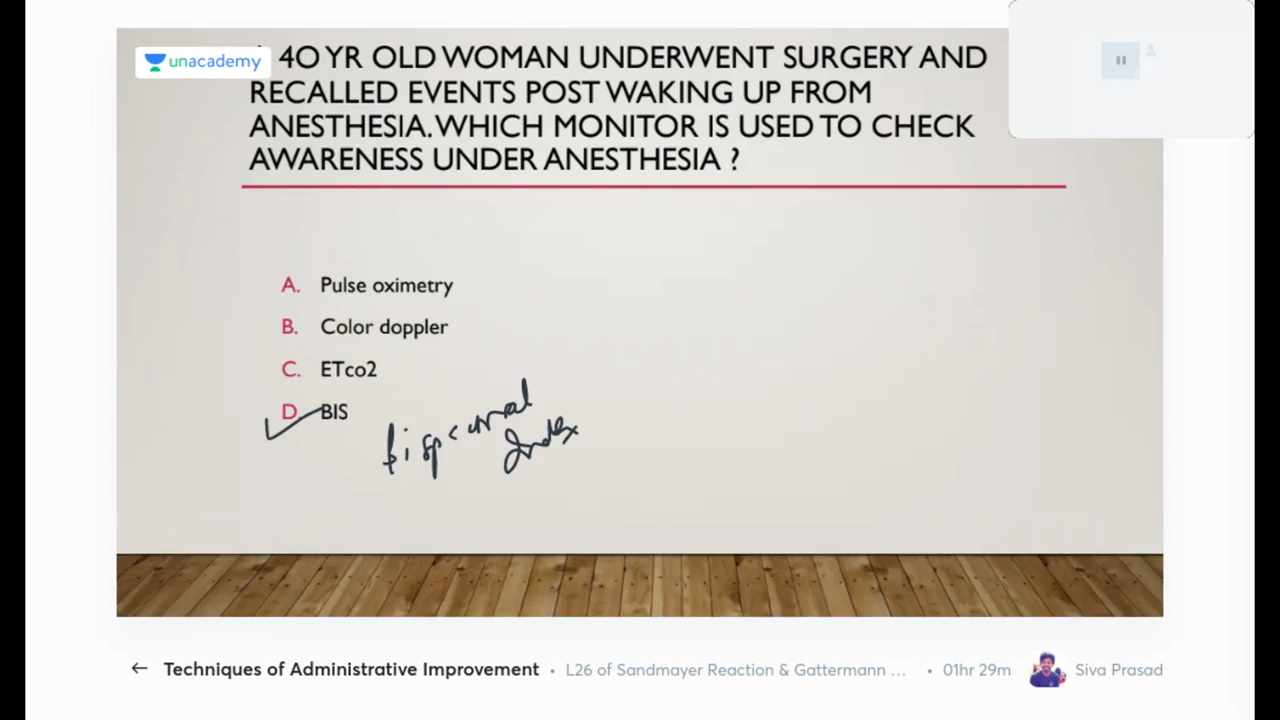 unacademy
40 YR OLD WOMAN UNDERWENT SURGERY AND
RECALLED EVENTS POST WAKING UP FROM
ANESTHESIA. WHICH MONITOR IS USED TO CHECK
AWARENESS UNDER ANESTHESIA ?
A. Pulse oximetry
B. Color doppler
C. ETco2
D. BIS
Bispectral
Index
Techniques of Administrative Improvement • L26 of Sandmayer Reaction & Gattermann ... • 01hr 29m Siva Prasad